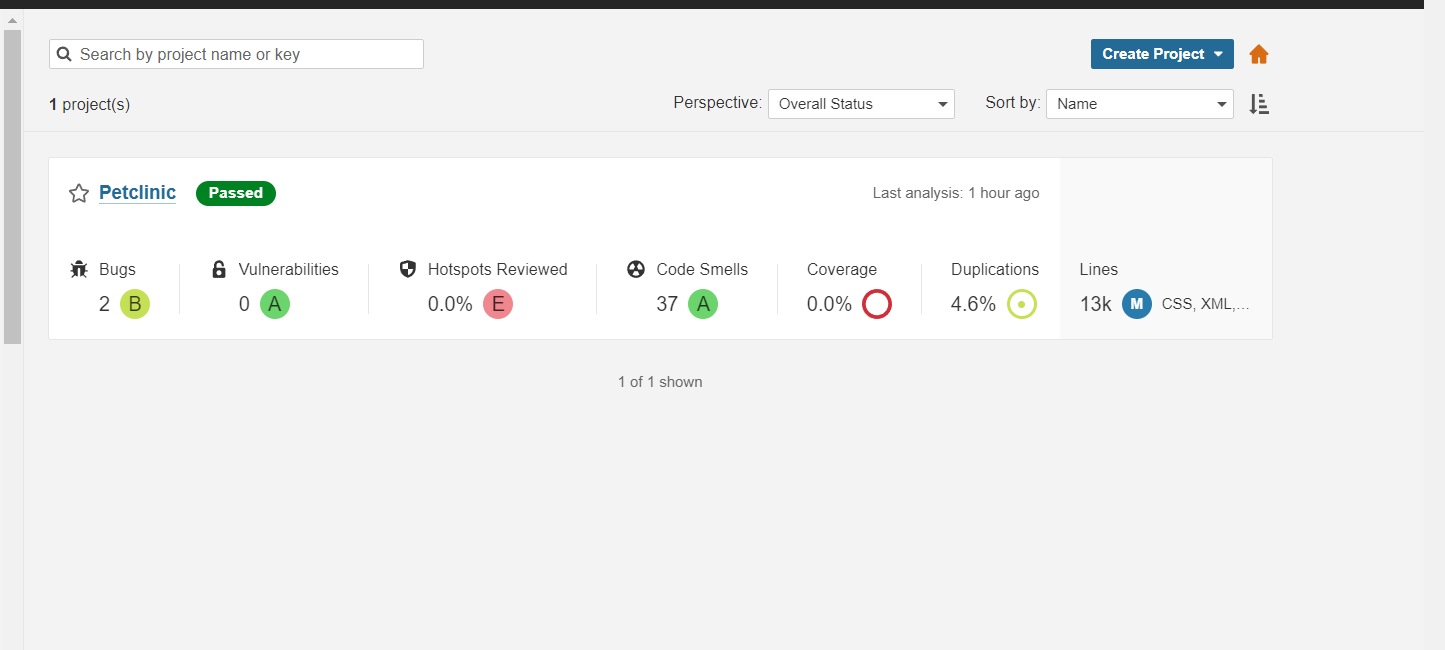 Search by project name or key
Create Project
1 project(s)
Perspective: Overall Status
Sort by: Name
Petclinic
Passed
Last analysis: 1 hour ago
Bugs
2 B
Vulnerabilities
0 A
Hotspots Reviewed
0.0% E
Code Smells
37 A
Coverage
0.0%
Duplications
4.6%
Lines
13k M CSS, XML,...
1 of 1 shown